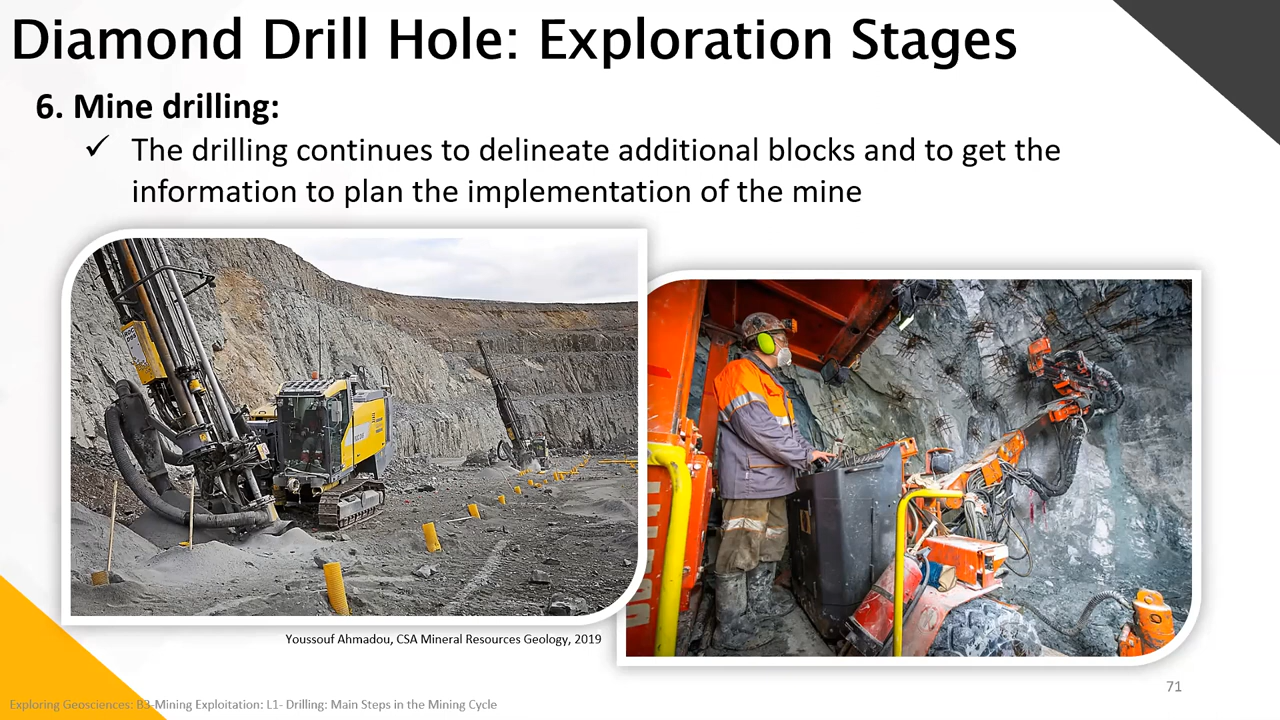 Diamond Drill Hole: Exploration Stages
6. Mine drilling:
✓ The drilling continues to delineate additional blocks and to get the
information to plan the implementation of the mine
Youssouf Ahmadou, CSA Mineral Resources Geology, 2019
71
Exploring Geosciences: B3-Mining Exploitation: L1- Drilling: Main Steps in the Mining Cycle